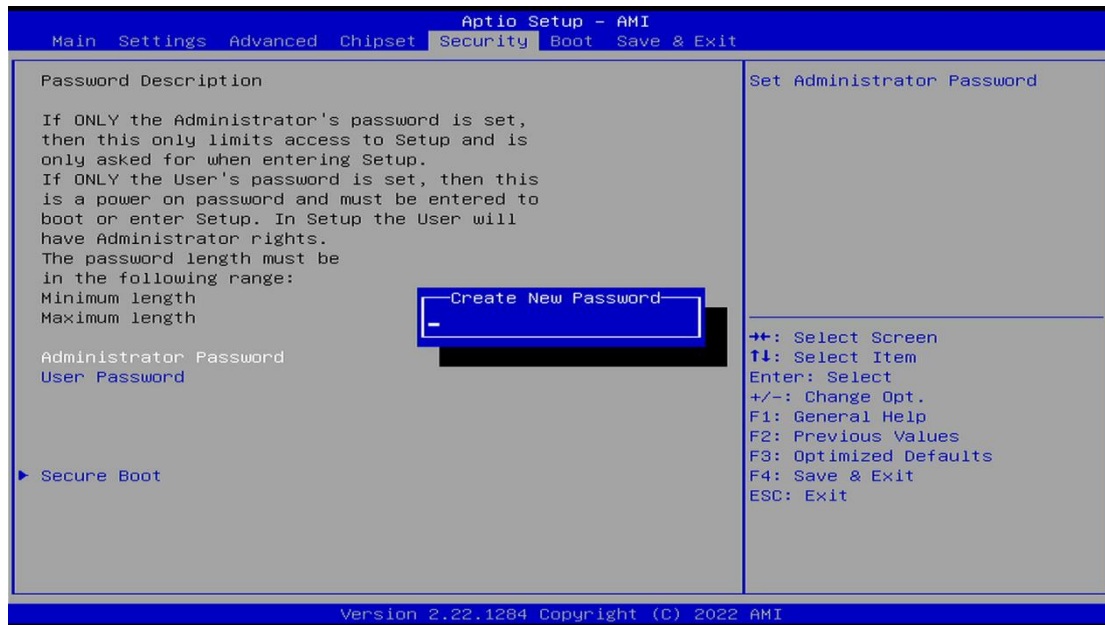 Aptio Setup – AMI
Main Settings Advanced Chipset Security Boot Save & Exit
Password Description
If ONLY the Administrator's password is set,
then this only limits access to Setup and is
only asked for when entering Setup.
If ONLY the User's password is set, then this
is a power on password and must be entered to
boot or enter Setup. In Setup the User will
have Administrator rights.
The password length must be
in the following range:
Minimum length
Maximum length
Administrator Password
User Password
Secure Boot
Create New Password
Set Administrator Password
→←: Select Screen
↑↓: Select Item
Enter: Select
+/-: Change Opt.
F1: General Help
F2: Previous Values
F3: Optimized Defaults
F4: Save & Exit
ESC: Exit
Version 2.22.1284 Copyright (C) 2022 AMI